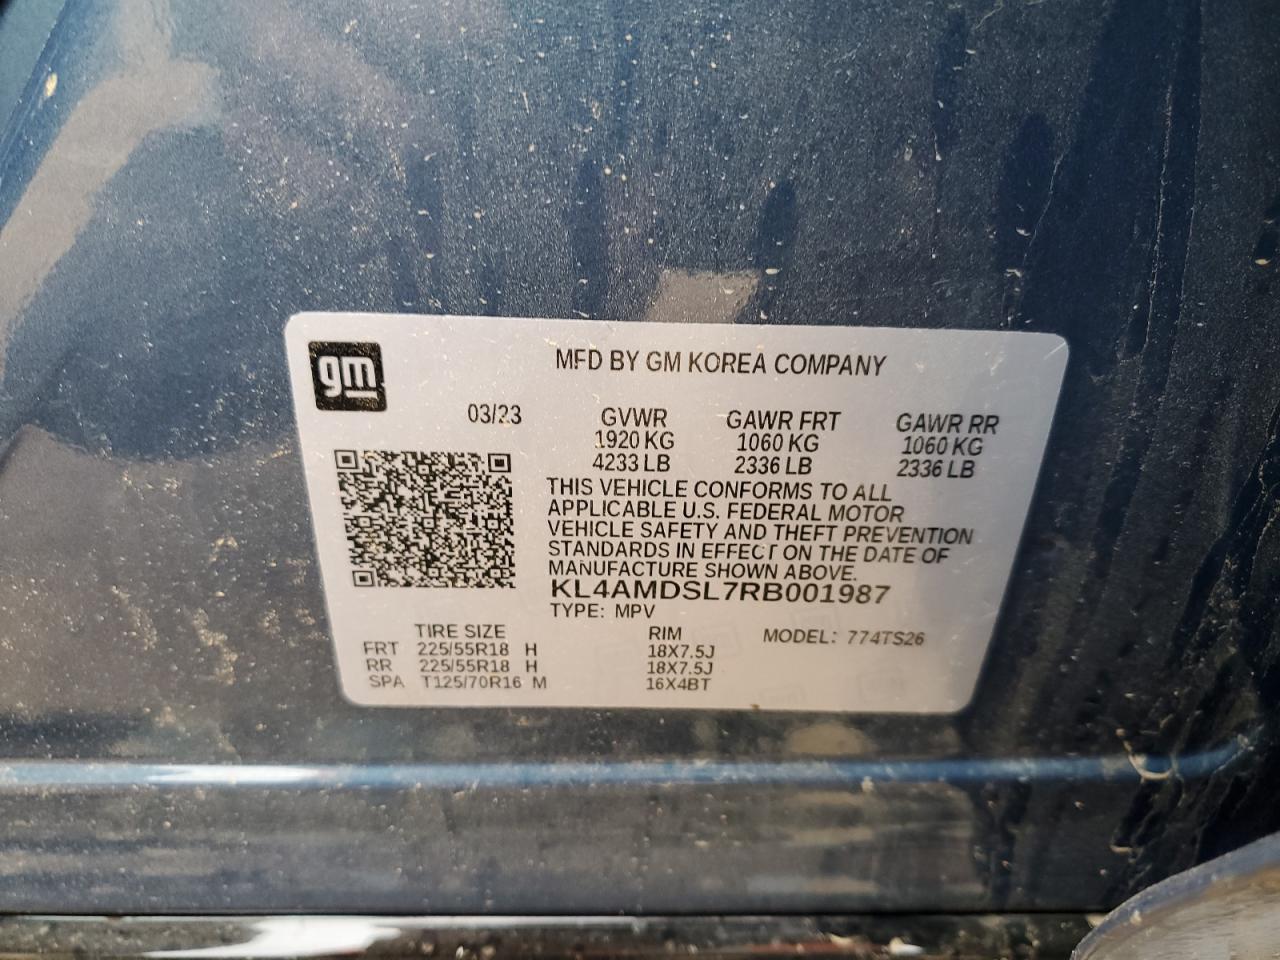 gm
MFD BY GM KOREA COMPANY
03/23 GVWR GAWR FRT GAWR RR
1920 KG 1060 KG 1060 KG
4233 LB 2336 LB 2336 LB
THIS VEHICLE CONFORMS TO ALL
APPLICABLE U.S. FEDERAL MOTOR
VEHICLE SAFETY AND THEFT PREVENTION
STANDARDS IN EFFECT ON THE DATE OF
MANUFACTURE SHOWN ABOVE.
KL4AMDSL7RB001987
TYPE: MPV
TIRE SIZE RIM MODEL: 774TS26
FRT 225/55R18 H 18X7.5J
RR 225/55R18 H 18X7.5J
SPA T125/70R16 M 16X4BT